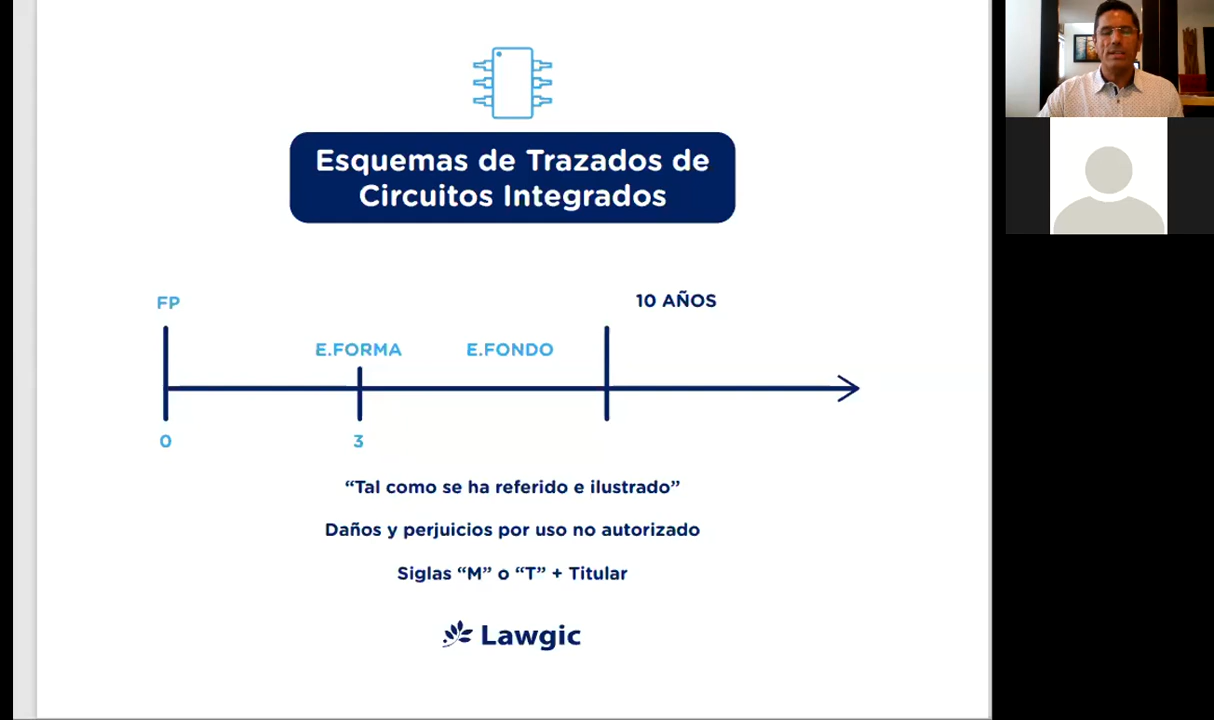 Esquemas de Trazados de
Circuitos Integrados
FP
10 AÑOS
E.FORMA
E.FONDO
0
3
“Tal como se ha referido e ilustrado”
Daños y perjuicios por uso no autorizado
Siglas “M” o “T” + Titular
Lawgic